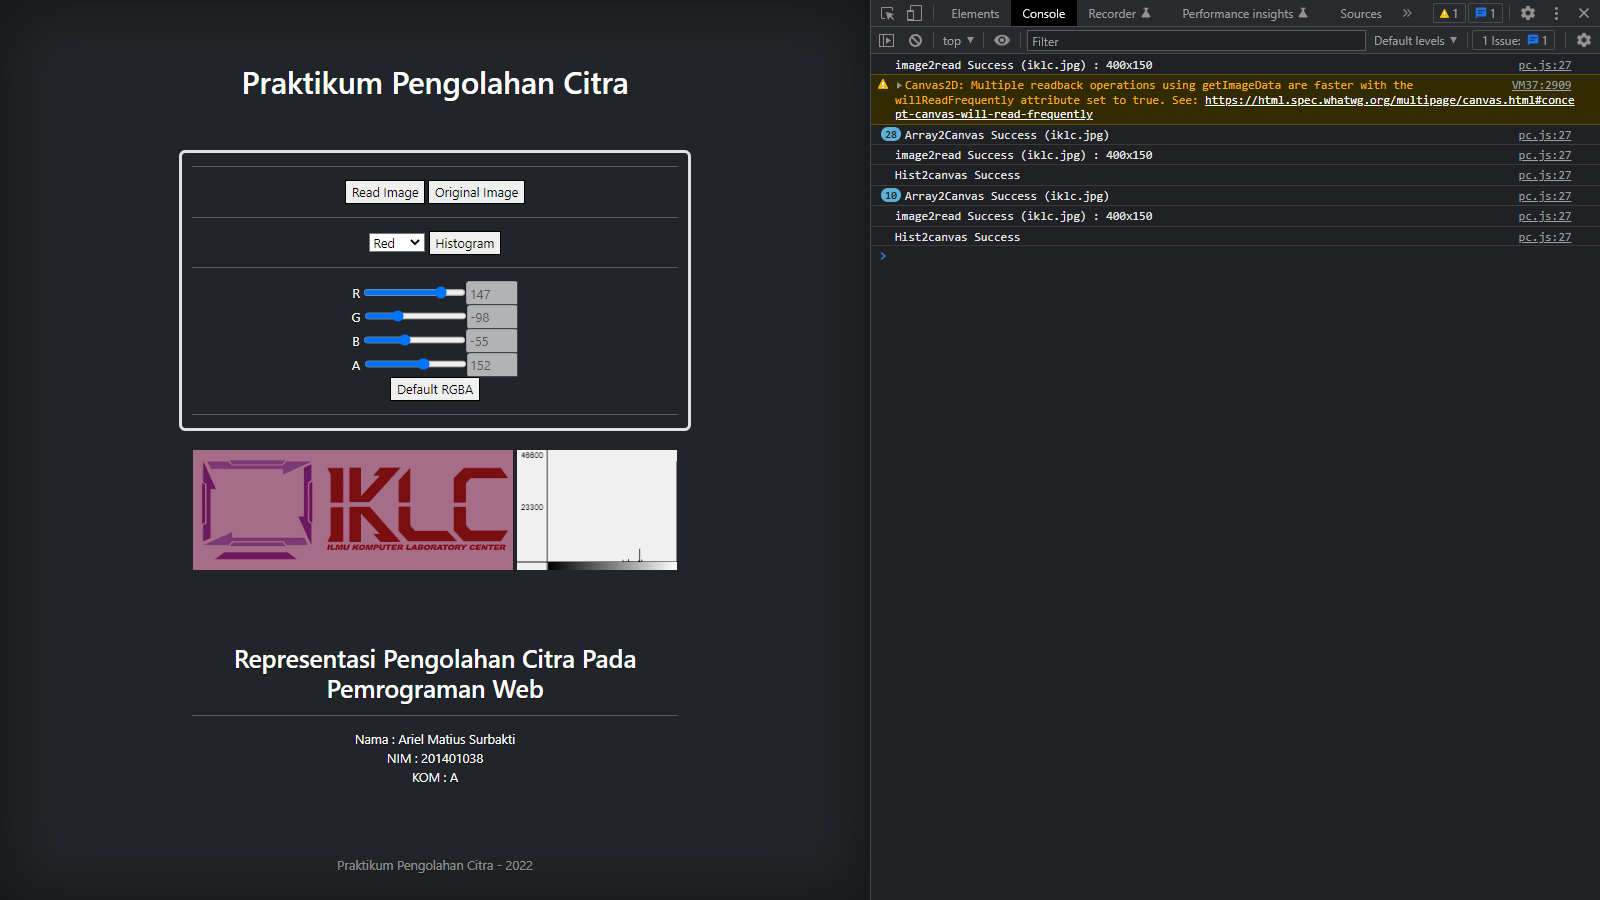 Praktikum Pengolahan Citra
Read Image Original Image
Red Histogram
R 147
G -98
B -55
A 152
Default RGBA
IKLC
ILMU KOMPUTER LABORATORY CENTER
46600
23300
Representasi Pengolahan Citra Pada
Pemrograman Web
Nama : Ariel Matius Surbakti
NIM : 201401038
KOM : A
Praktikum Pengolahan Citra - 2022
Elements Console Recorder Performance insights Sources » 1 1
top Filter Default levels 1 Issue: 1
image2read Success (iklc.jpg) : 400x150 pc.js:27
Canvas2D: Multiple readback operations using getImageData are faster with the VM37:2909
willReadFrequently attribute set to true. See: https://html.spec.whatwg.org/multipage/canvas.html#conc
ept-canvas-will-read-frequently
28 Array2Canvas Success (iklc.jpg) pc.js:27
image2read Success (iklc.jpg) : 400x150 pc.js:27
Hist2canvas Success pc.js:27
10 Array2Canvas Success (iklc.jpg) pc.js:27
image2read Success (iklc.jpg) : 400x150 pc.js:27
Hist2canvas Success pc.js:27